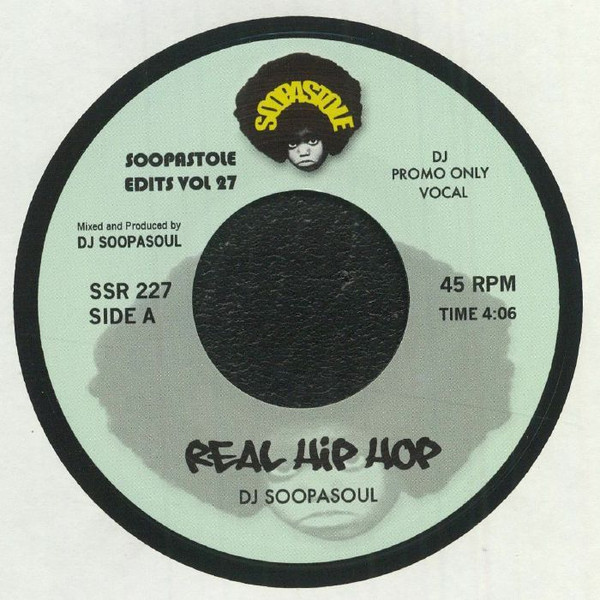 SOOPASTOLE
SOOPASTOLE
EDITS VOL 27
DJ
PROMO ONLY
VOCAL
Mixed and Produced by
DJ SOOPASOUL
SSR 227
SIDE A
45 RPM
TIME 4:06
REAL HIP HOP
DJ SOOPASOUL